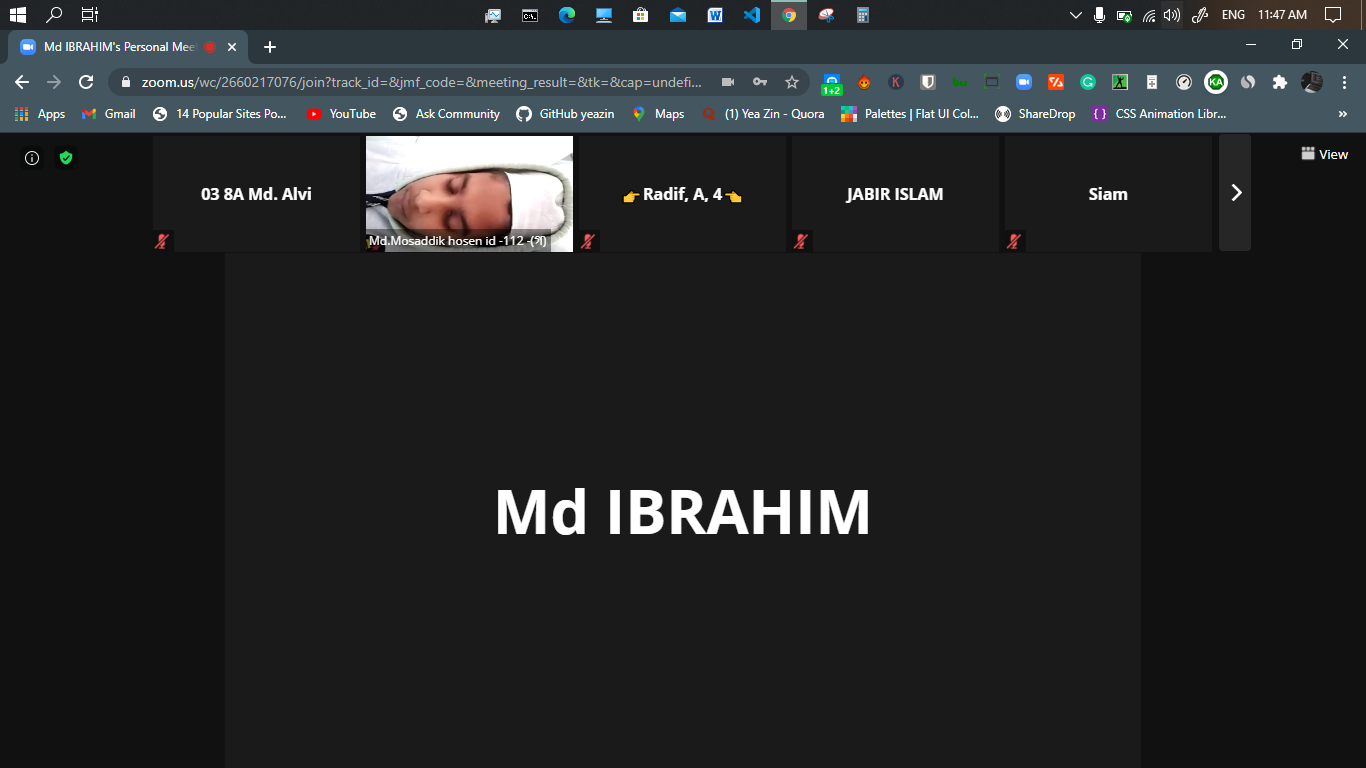 ENG
11:47 AM
Md IBRAHIM's Personal Mee
zoom.us/wc/2660217076/join?track_id=&jmf_code=&meeting_result=&tk=&cap=undefi...
1÷2
K
KA
Apps
Gmail
14 Popular Sites Po...
YouTube
Ask Community
GitHub yeazin
Maps
(1) Yea Zin - Quora
Palettes | Flat UI Col...
ShareDrop
CSS Animation Libr...
»
View
03 8A Md. Alvi
Md.Mosaddik hosen id -112 -(প)
👉Radif, A, 4👈
JABIR ISLAM
Siam
Md IBRAHIM